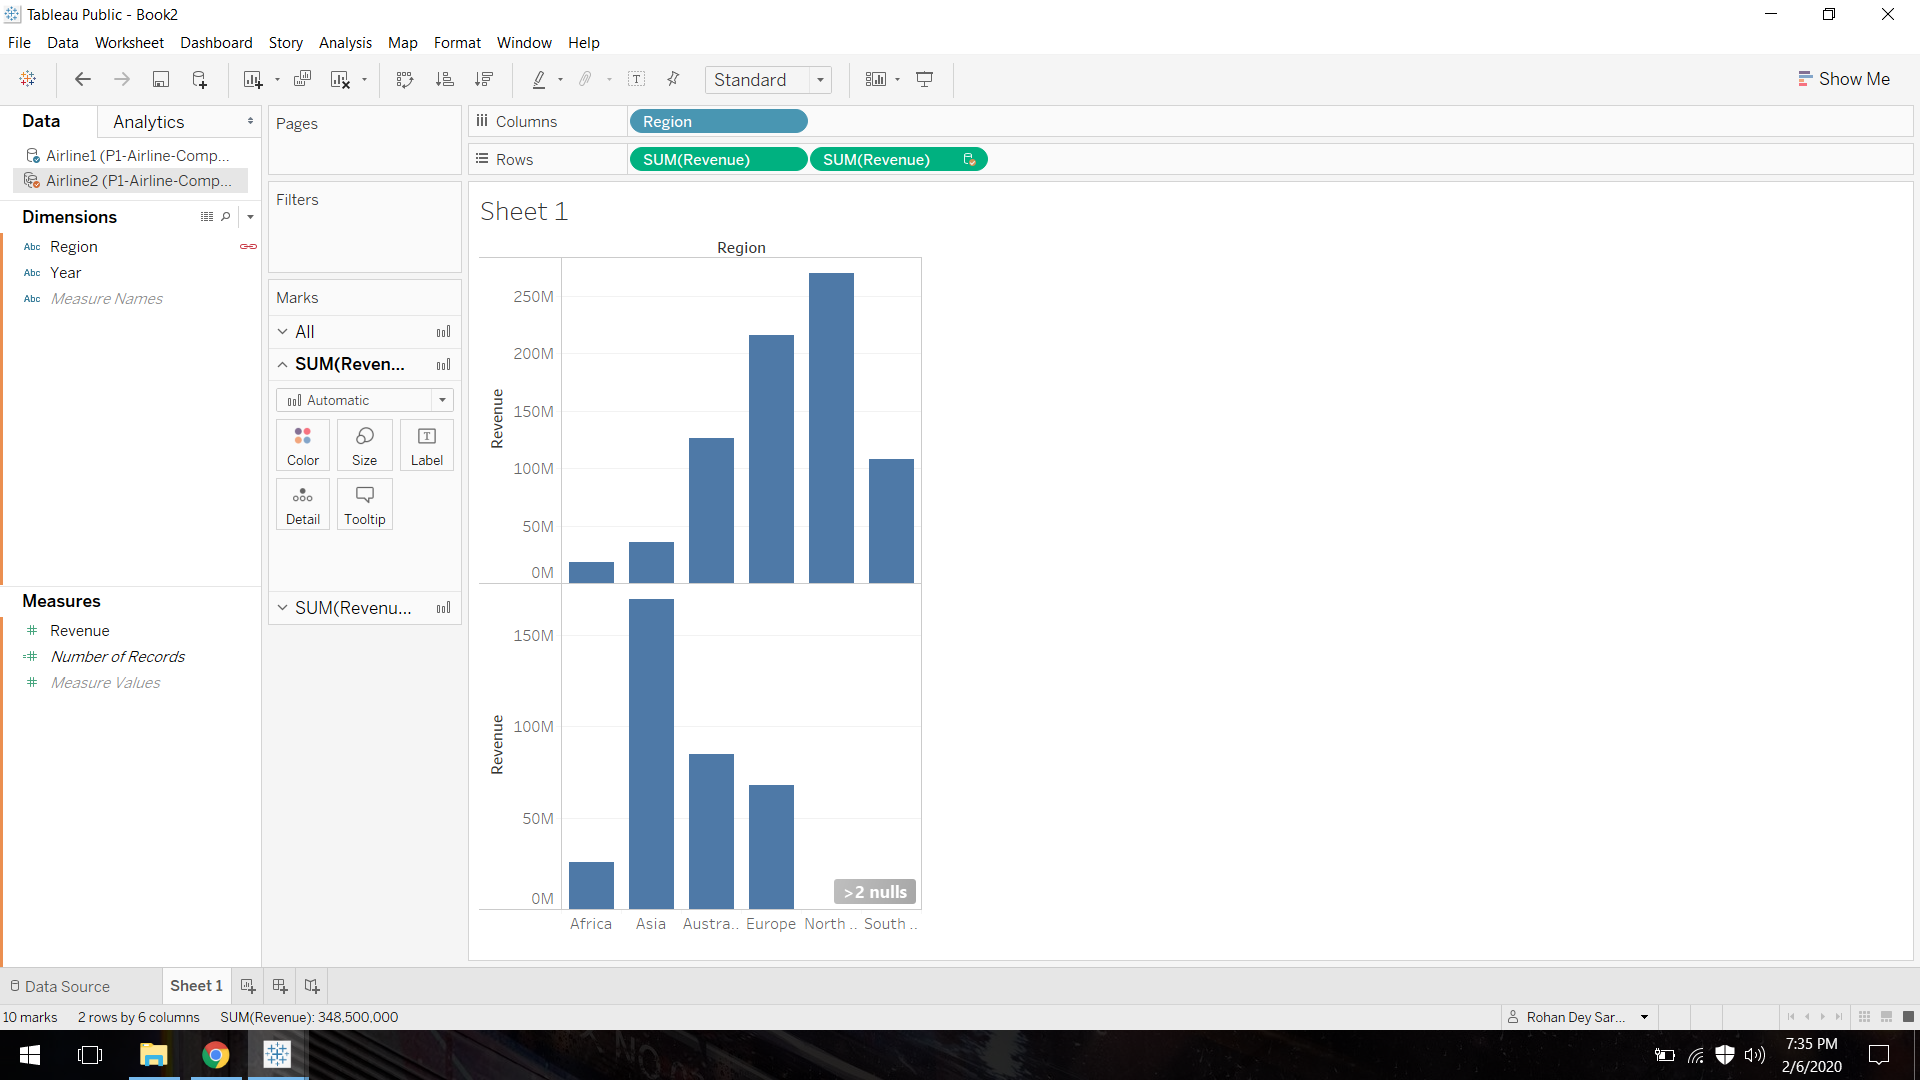 Tableau Public - Book2
File Data Worksheet Dashboard Story Analysis Map Format Window Help
Standard
Show Me
Data Analytics
Airline1 (P1-Airline-Comp...
Airline2 (P1-Airline-Comp...
Dimensions
Abc Region
Abc Year
Abc Measure Names
Measures
# Revenue
=# Number of Records
# Measure Values
Pages
Filters
Marks
All
SUM(Reven...
Automatic
Color Size Label
Detail Tooltip
SUM(Revenu...
Columns Region
Rows SUM(Revenue) SUM(Revenue)
Sheet 1
Region
Revenue
250M
200M
150M
100M
50M
0M
Revenue
150M
100M
50M
0M
>2 nulls
Africa Asia Austra.. Europe North .. South ..
Data Source Sheet 1
10 marks 2 rows by 6 columns SUM(Revenue): 348,500,000
Rohan Dey Sar...
7:35 PM
2/6/2020